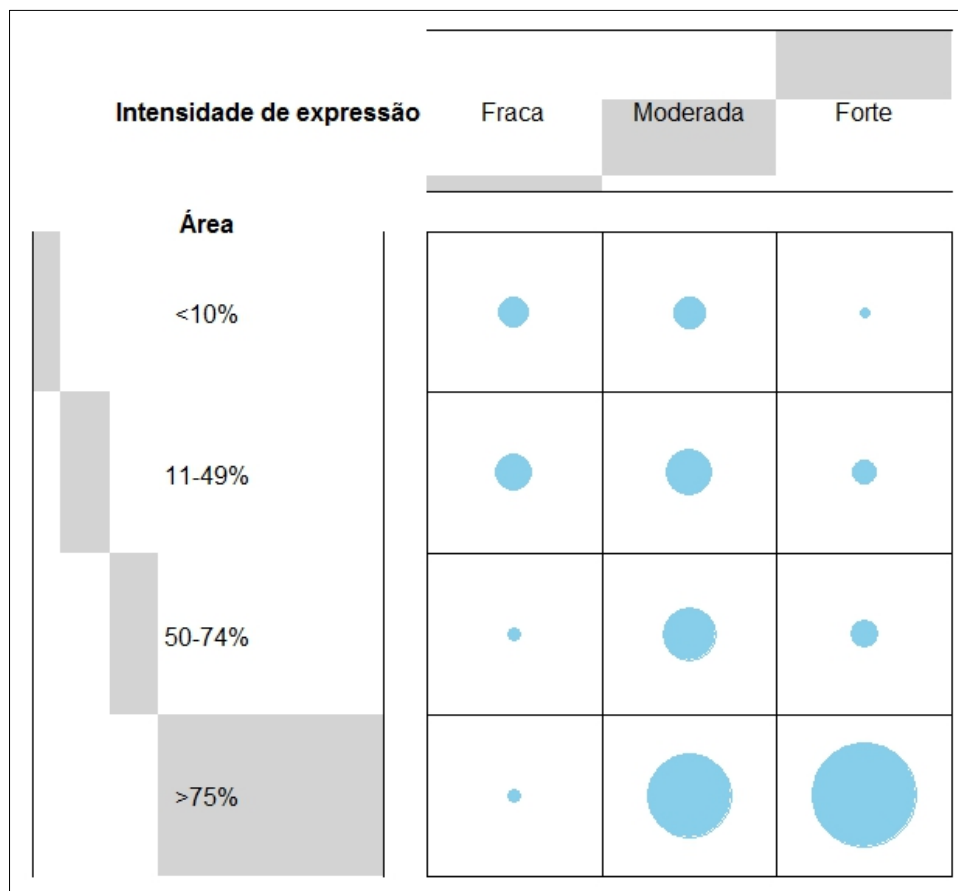 Intensidade de expressão Fraca Moderada Forte
Área
<10%
11-49%
50-74%
>75%